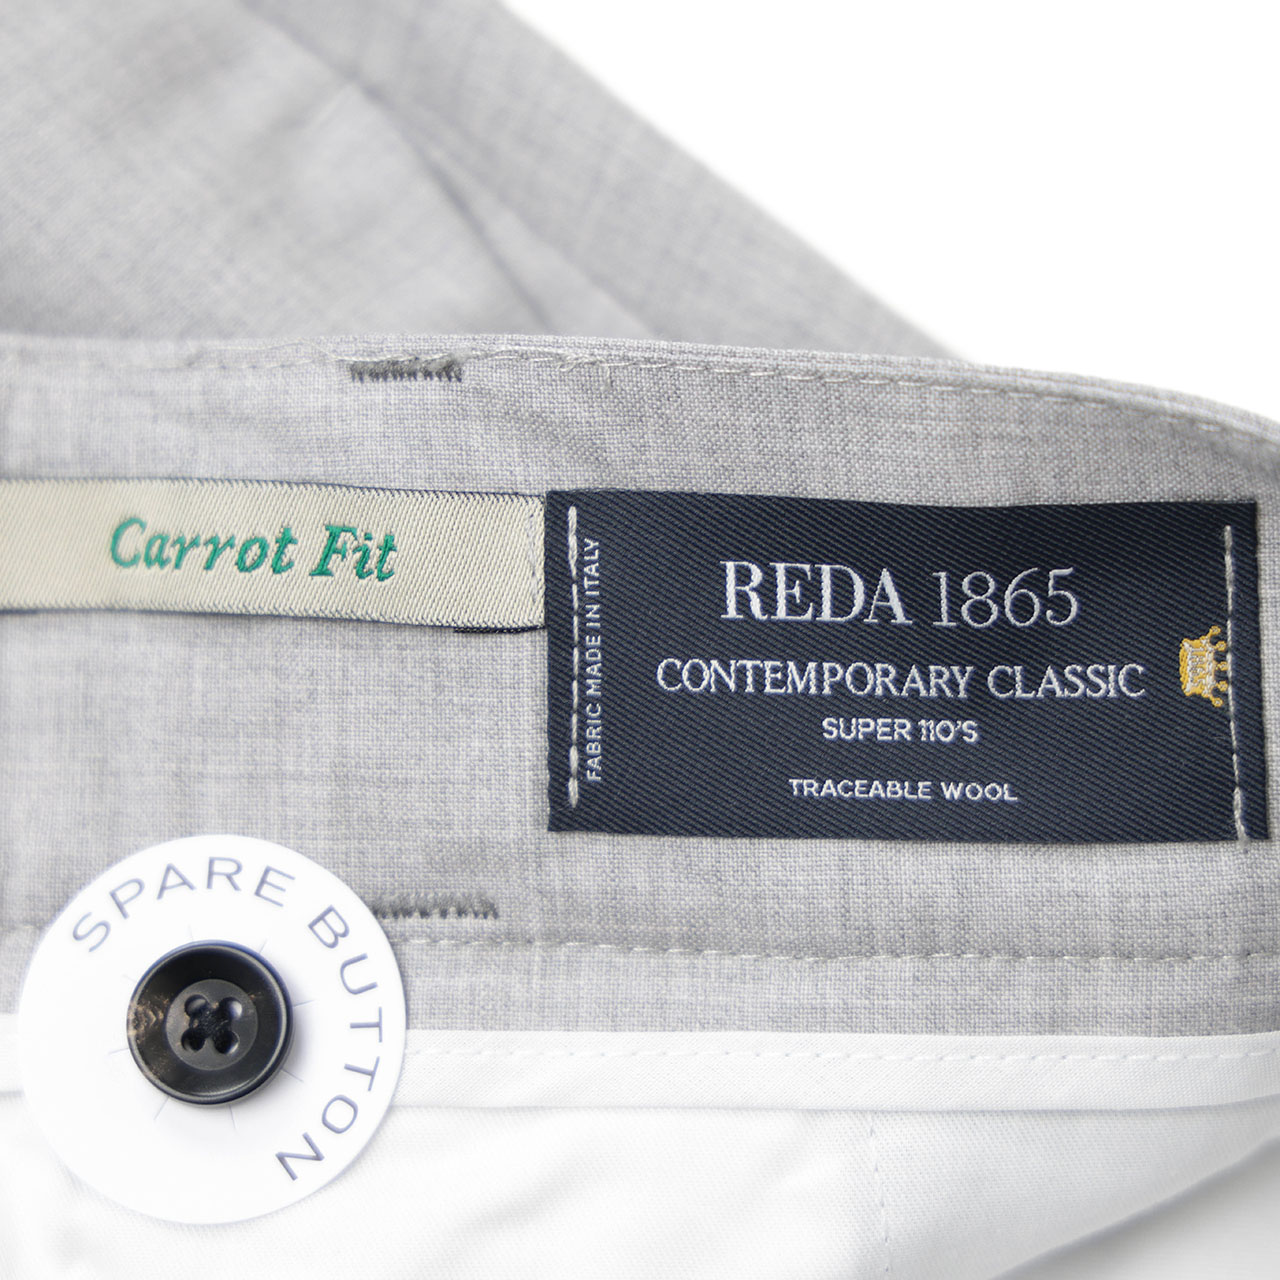 Carrot Fit
FABRIC MADE IN ITALY
REDA 1865
CONTEMPORARY CLASSIC
SUPER 110'S
TRACEABLE WOOL
SPARE BUTTON